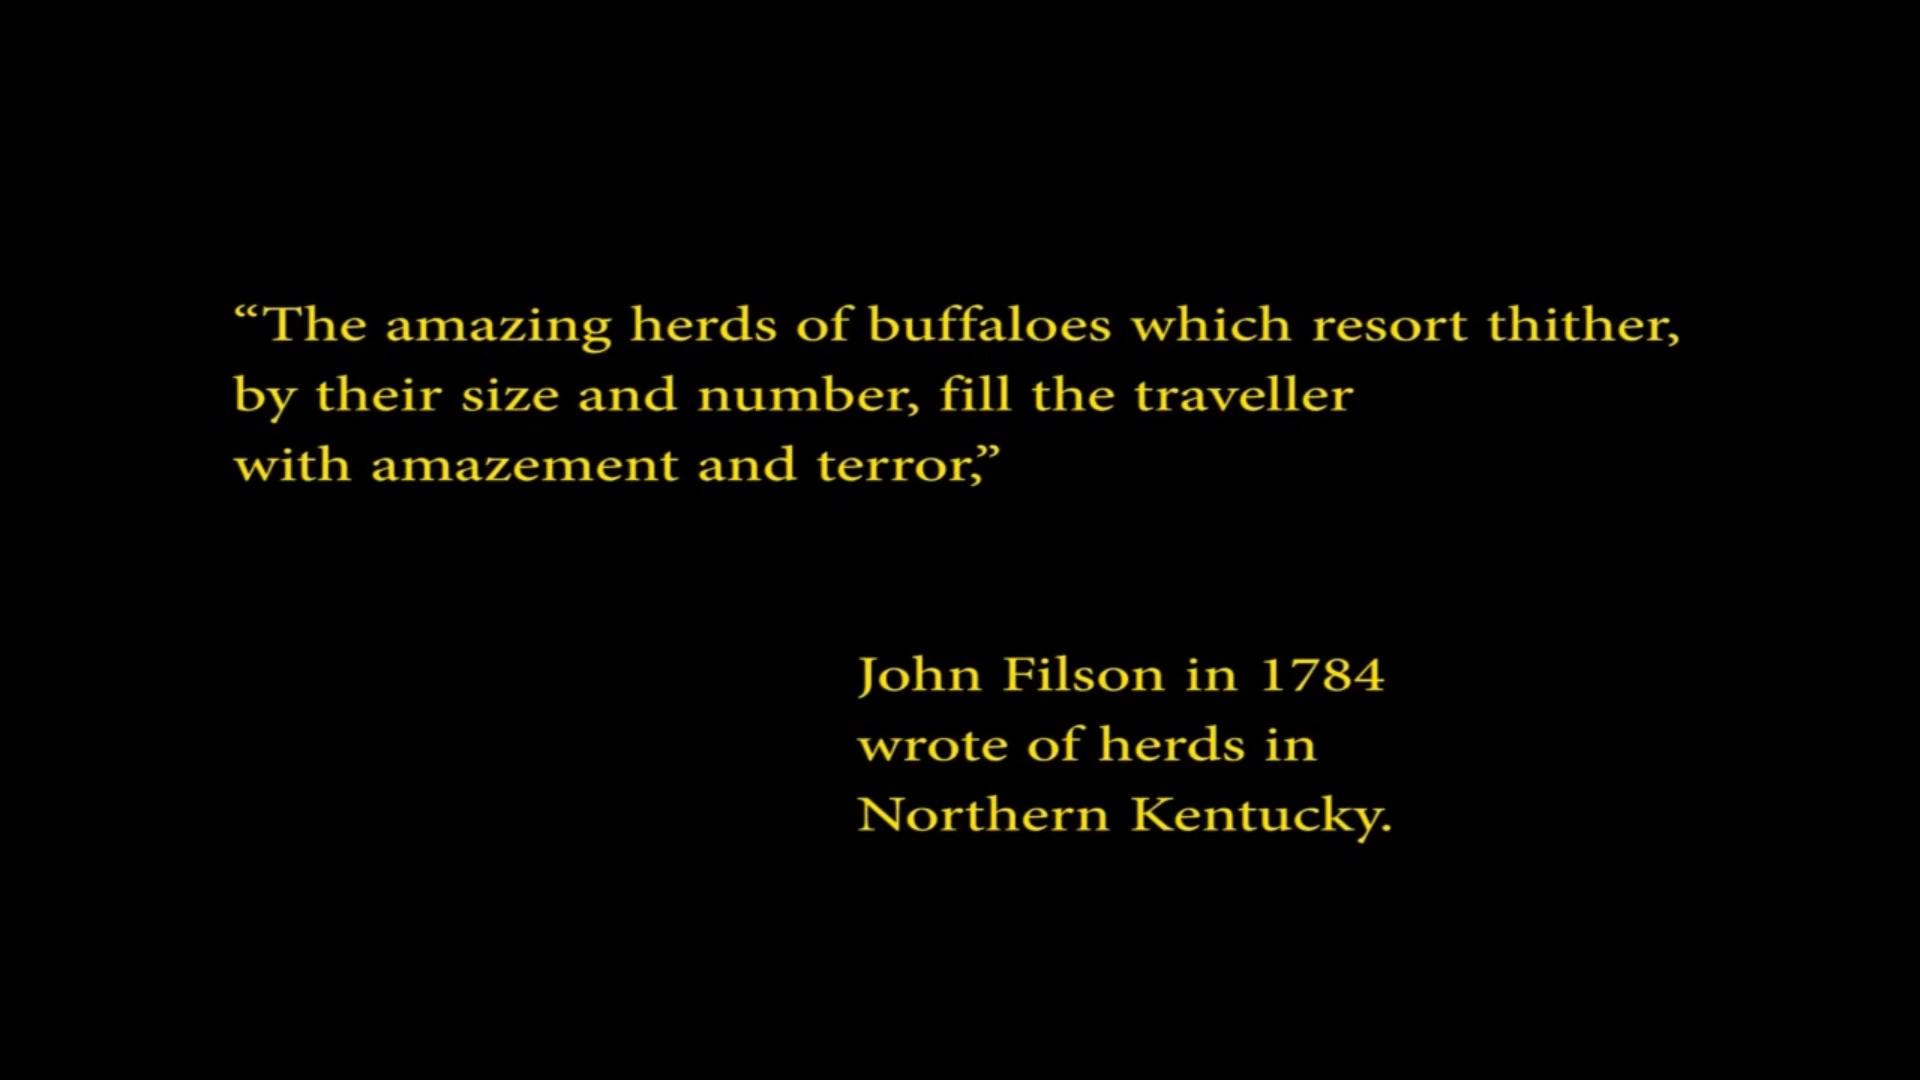 “The amazing herds of buffaloes which resort thither,
by their size and number, fill the traveller
with amazement and terror,”
John Filson in 1784
wrote of herds in
Northern Kentucky.